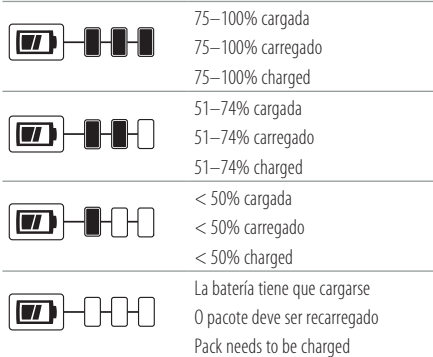 75–100% cargada
75–100% carregado
75–100% charged
51–74% cargada
51–74% carregado
51–74% charged
< 50% cargada
< 50% carregado
< 50% charged
La batería tiene que cargarse
O pacote deve ser recarregado
Pack needs to be charged